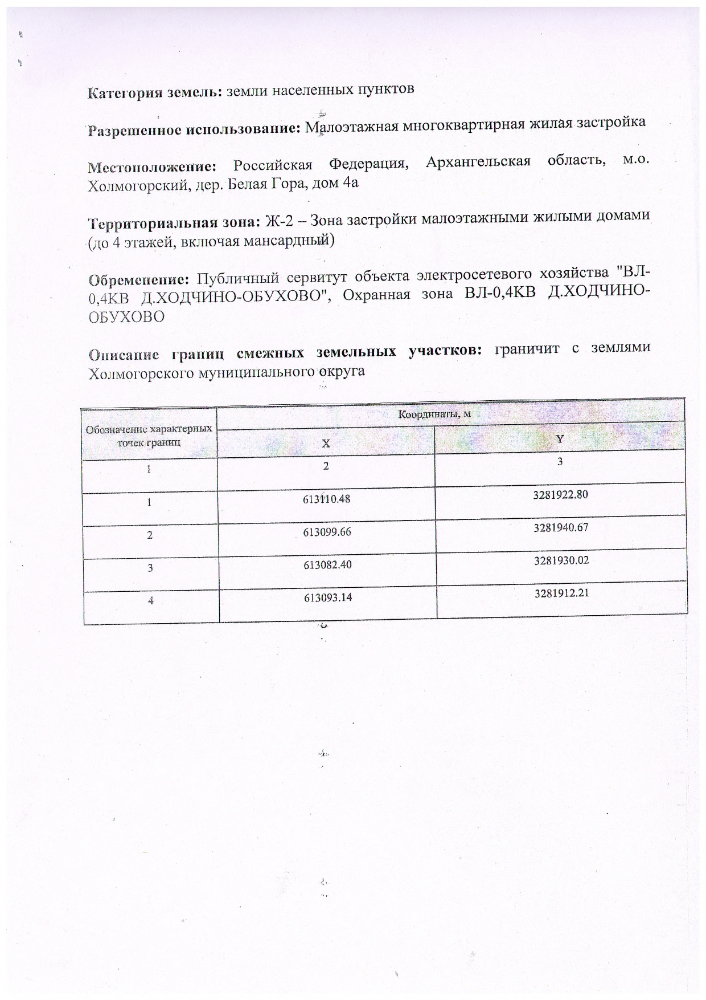 Категория земель: земли населенных пунктов
Разрешенное использование: Малоэтажная многоквартирная жилая застройка
Местоположение: Российская Федерация, Архангельская область, м.о.
Холмогорский, дер. Белая Гора, дом 4а
Территориальная зона: Ж-2 – Зона застройки малоэтажными жилыми домами
(до 4 этажей, включая мансардный)
Обременение: Публичный сервитут объекта электросетевого хозяйства "ВЛ-
0,4КВ Д.ХОДЧИНО-ОБУХОВО", Охранная зона ВЛ-0,4КВ Д.ХОДЧИНО-
ОБУХОВО
Описание границ смежных земельных участков: граничит с землями
Холмогорского муниципального округа
Обозначение характерных
точек границ
Координаты, м
X
Y
1
2
3
1
613110.48
3281922.80
2
613099.66
3281940.67
3
613082.40
3281930.02
4
613093.14
3281912.21